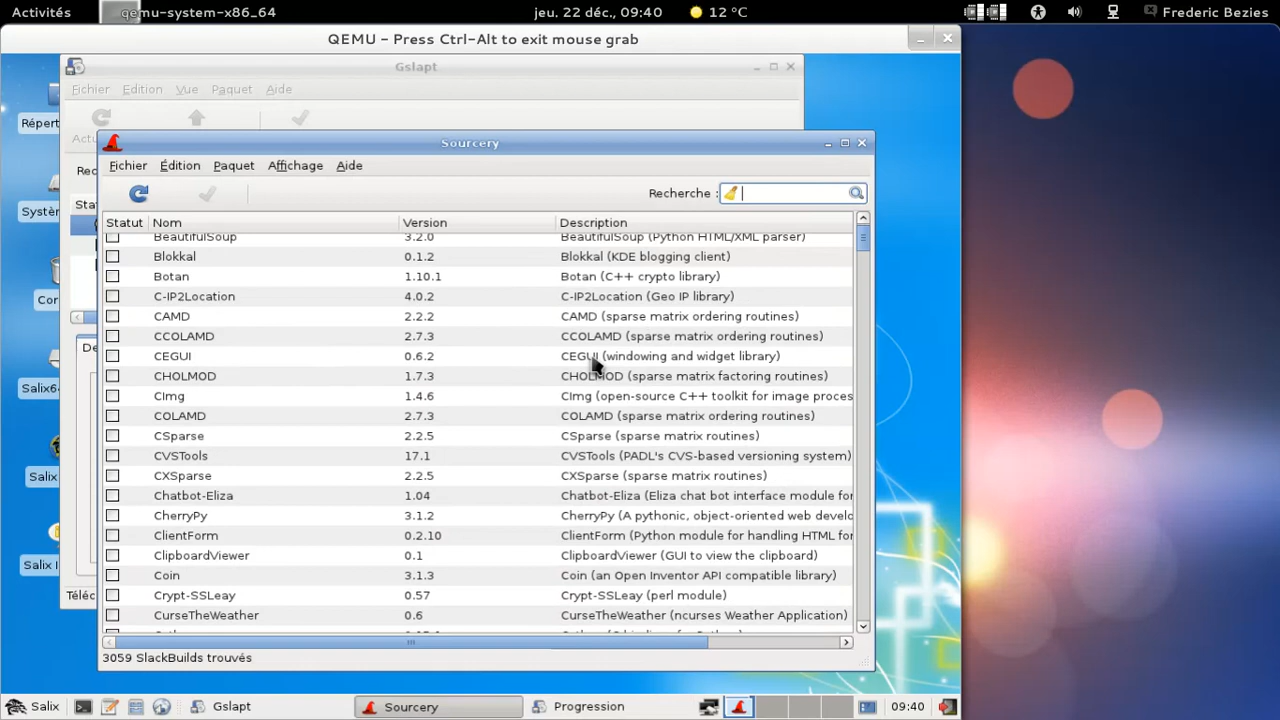 Activités qemu-system-x86_64 jeu. 22 déc., 09:40 12 °C Frederic Bezies
QEMU - Press Ctrl-Alt to exit mouse grab
Gslapt
Fichier Edition Vue Paquet Aide
Sourcery
Fichier Édition Paquet Affichage Aide
Recherche :
Statut Nom Version Description
BeautifulSoup 3.2.0 BeautifulSoup (Python HTML/XML parser)
Blokkal 0.1.2 Blokkal (KDE blogging client)
Botan 1.10.1 Botan (C++ crypto library)
C-IP2Location 4.0.2 C-IP2Location (Geo IP library)
CAMD 2.2.2 CAMD (sparse matrix ordering routines)
CCOLAMD 2.7.3 CCOLAMD (sparse matrix ordering routines)
CEGUI 0.6.2 CEGUI (windowing and widget library)
CHOLMOD 1.7.3 CHOLMOD (sparse matrix factoring routines)
CImg 1.4.6 CImg (open-source C++ toolkit for image proces
COLAMD 2.7.3 COLAMD (sparse matrix ordering routines)
CSparse 2.2.5 CSparse (sparse matrix routines)
CVSTools 17.1 CVSTools (PADL's CVS-based versioning system)
CXSparse 2.2.5 CXSparse (sparse matrix routines)
Chatbot-Eliza 1.04 Chatbot-Eliza (Eliza chat bot interface module for
CherryPy 3.1.2 CherryPy (A pythonic, object-oriented web develo
ClientForm 0.2.10 ClientForm (Python module for handling HTML for
ClipboardViewer 0.1 ClipboardViewer (GUI to view the clipboard)
Coin 3.1.3 Coin (an Open Inventor API compatible library)
Crypt-SSLeay 0.57 Crypt-SSLeay (perl module)
CurseTheWeather 0.6 CurseTheWeather (ncurses Weather Application)
3059 SlackBuilds trouvés
Répert
Systèm
Cor
Salix64
Salix
Salix I
Actu
Rec
Sta
De
Téléc
Salix Gslapt Sourcery Progression 09:40